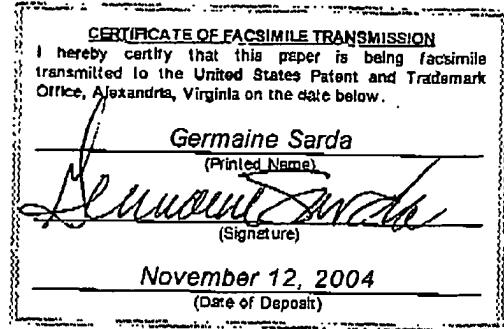 CERTIFICATE OF FACSIMILE TRANSMISSION
I hereby certify that this paper is being facsimile
transmitted to the United States Patent and Trademark
Office, Alexandria, Virginia on the date below.
Germaine Sarda
(Printed Name)
Germaine Sarda
(Signature)
November 12, 2004
(Date of Deposit)